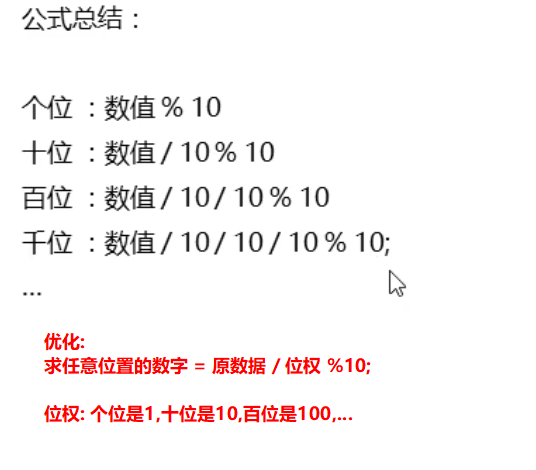 公式总结：
个位 ：数值 % 10
十位 ：数值 / 10 % 10
百位 ：数值 / 10 / 10 % 10
千位 ：数值 / 10 / 10 / 10 % 10;
...
优化:
求任意位置的数字 = 原数据 / 位权 %10;
位权: 个位是1,十位是10,百位是100,...